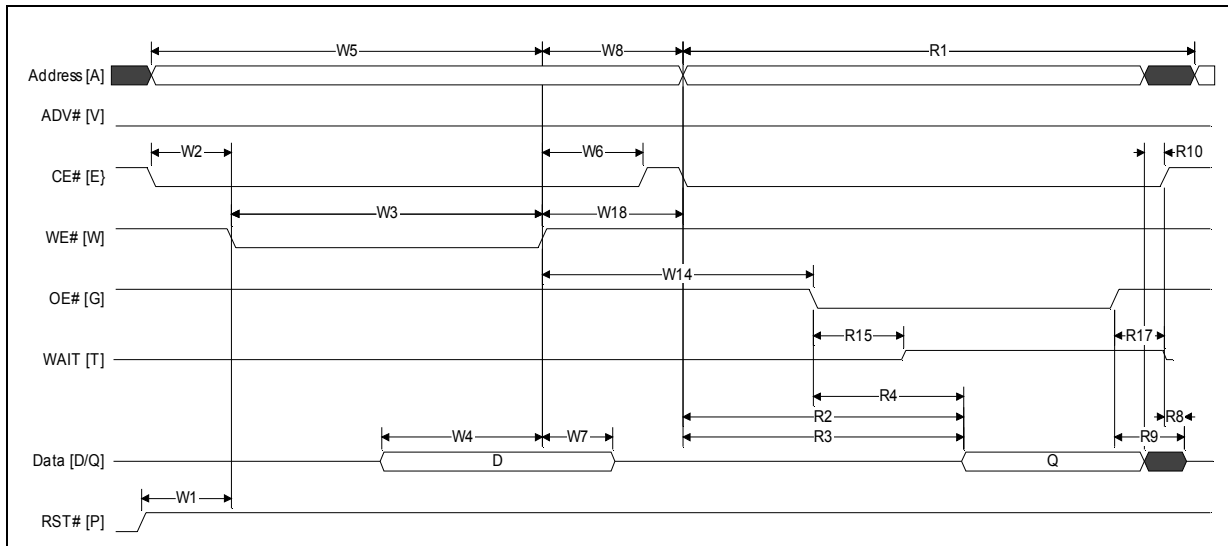 W5 W8 R1
Address [A]
ADV# [V]
W2 W6 R10
CE# [E}
W3 W18
WE# [W]
W14
OE# [G]
R15 R17
WAIT [T]
R4
R2 R8
W4 W7 R3 R9
Data [D/Q] D Q
W1
RST# [P]